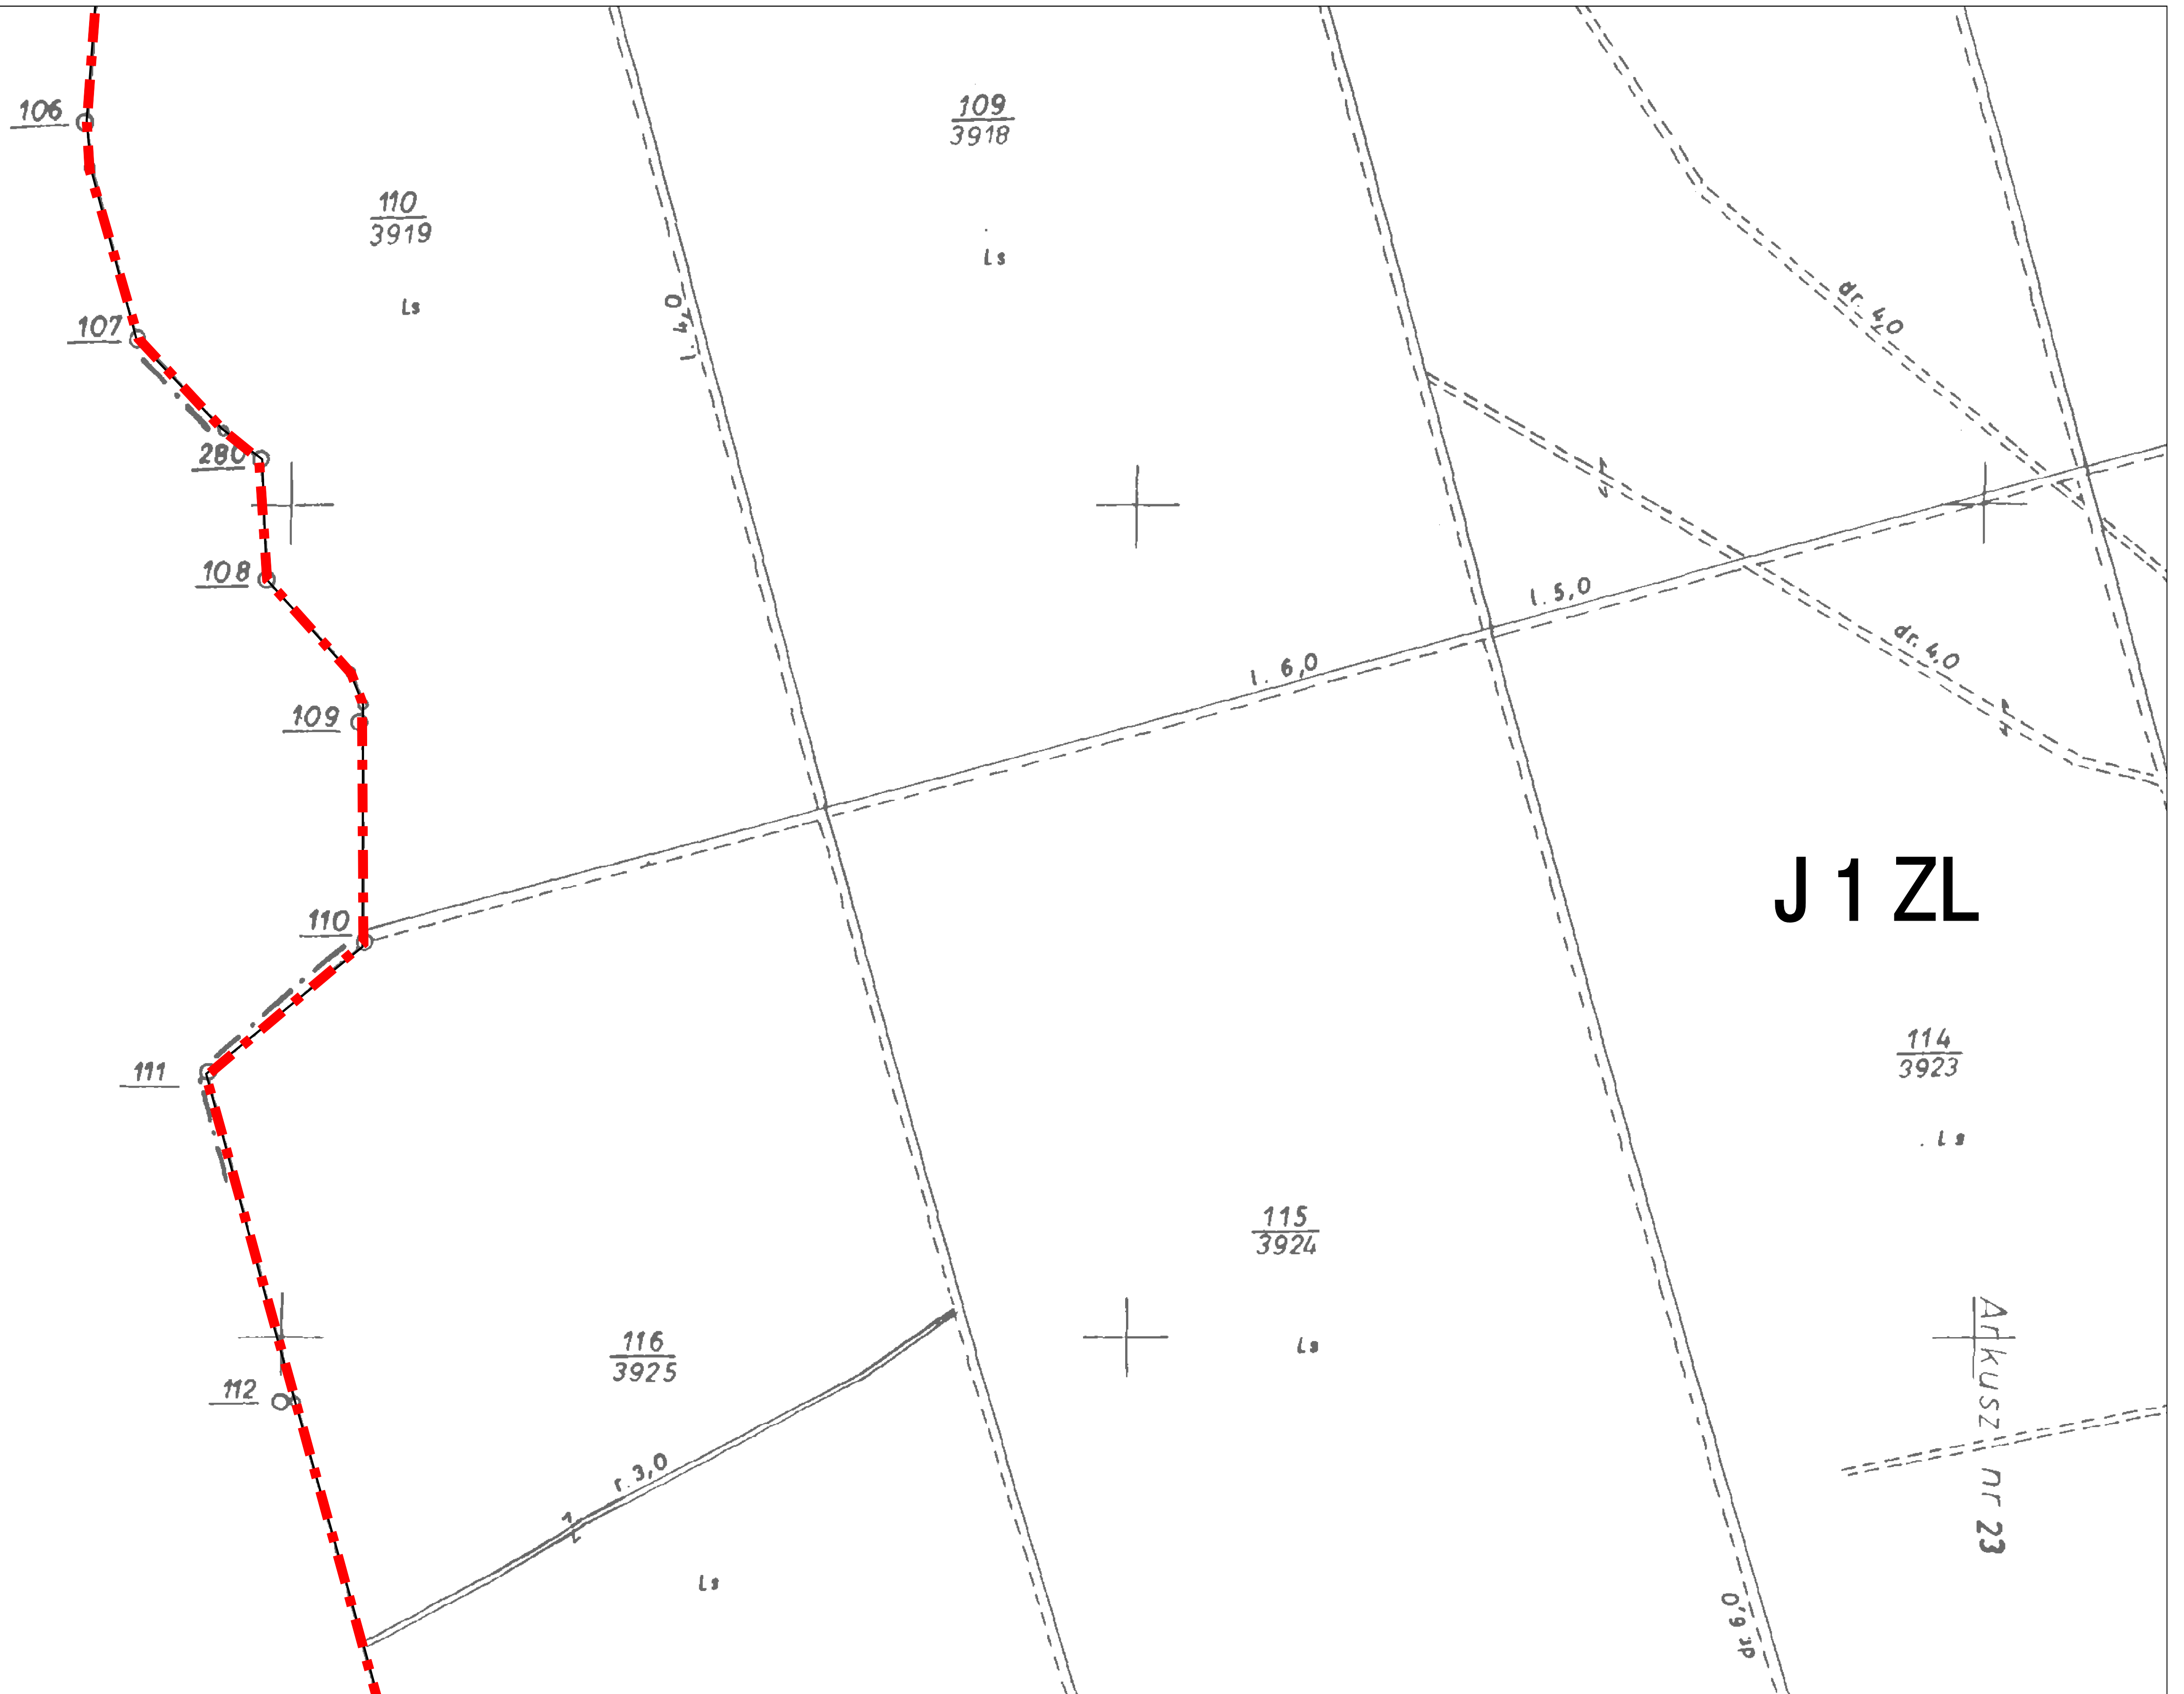 106
109
3918
110
3919
Ls
Ls
l. 4,0
dr. 4,0
107
280
108
l. 5,0
dr. 4,0
l. 6,0
109
110
J 1 ZL
111
114
3923
Ls
115
3924
Ls
116
3925
112
Arkusz nr 23
r. 3,0
Ls
dr. 6,0